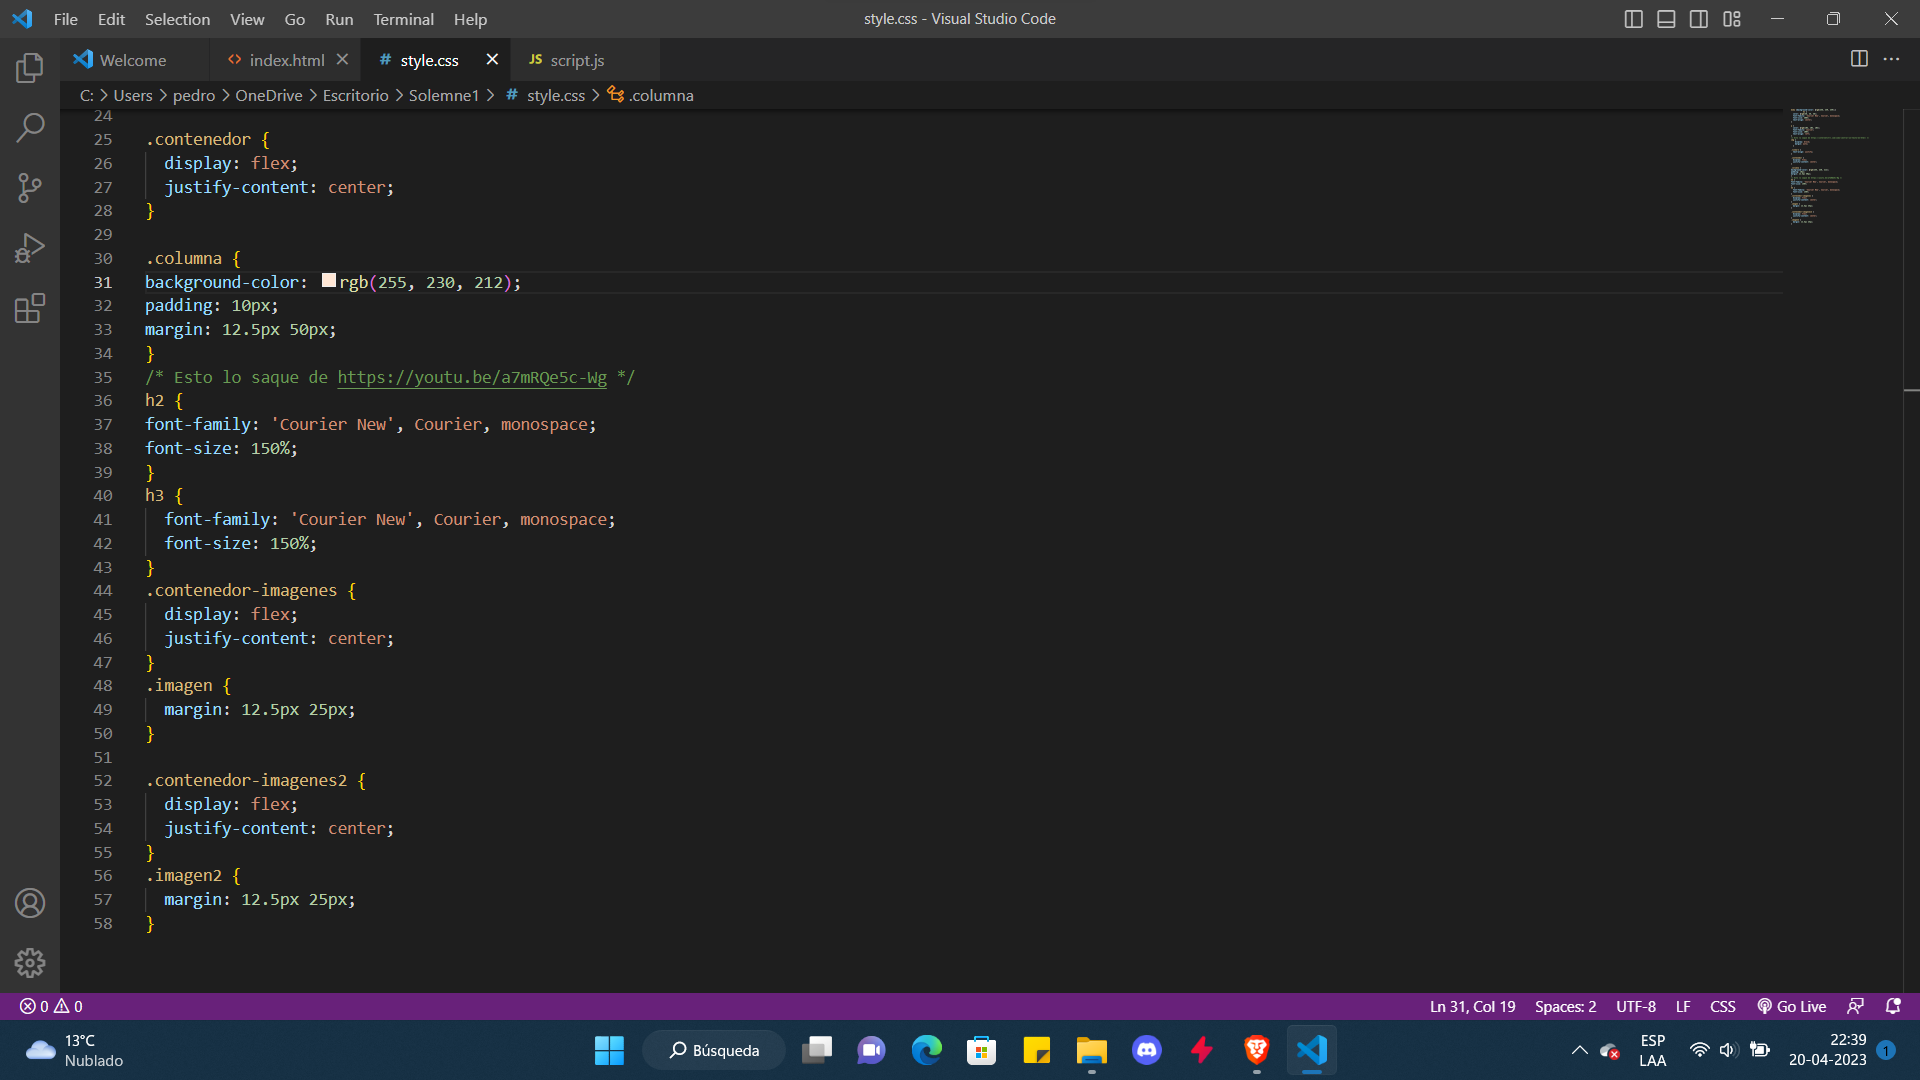 File Edit Selection View Go Run Terminal Help
style.css - Visual Studio Code
Welcome
index.html
# style.css
JS script.js
C: > Users > pedro > OneDrive > Escritorio > Solemne1 > # style.css > .columna
24
25 .contenedor {
26 display: flex;
27 justify-content: center;
28 }
29
30 .columna {
31 background-color: rgb(255, 230, 212);
32 padding: 10px;
33 margin: 12.5px 50px;
34 }
35 /* Esto lo saque de https://youtu.be/a7mRQe5c-Wg */
36 h2 {
37 font-family: 'Courier New', Courier, monospace;
38 font-size: 150%;
39 }
40 h3 {
41 font-family: 'Courier New', Courier, monospace;
42 font-size: 150%;
43 }
44 .contenedor-imagenes {
45 display: flex;
46 justify-content: center;
47 }
48 .imagen {
49 margin: 12.5px 25px;
50 }
51
52 .contenedor-imagenes2 {
53 display: flex;
54 justify-content: center;
55 }
56 .imagen2 {
57 margin: 12.5px 25px;
58 }
0 0
Ln 31, Col 19 Spaces: 2 UTF-8 LF CSS Go Live
13°C
Nublado
Búsqueda
ESP
LAA
22:39
20-04-2023
1